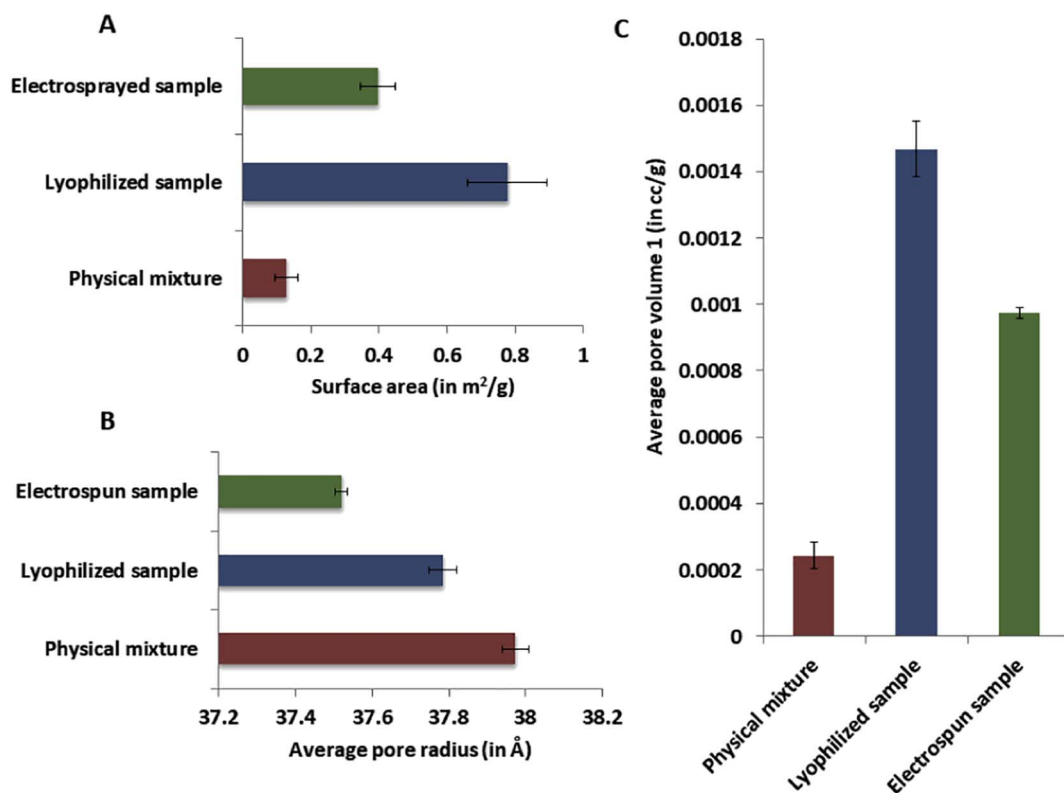 A
Electrosprayed sample
Lyophilized sample
Physical mixture
0 0.2 0.4 0.6 0.8 1
Surface area (in m²/g)
B
Electrospun sample
Lyophilized sample
Physical mixture
37.2 37.4 37.6 37.8 38 38.2
Average pore radius (in Å)
C
Average pore volume 1 (in cc/g)
0.0018
0.0016
0.0014
0.0012
0.001
0.0008
0.0006
0.0004
0.0002
0
Physical mixture
Lyophilized sample
Electrospun sample